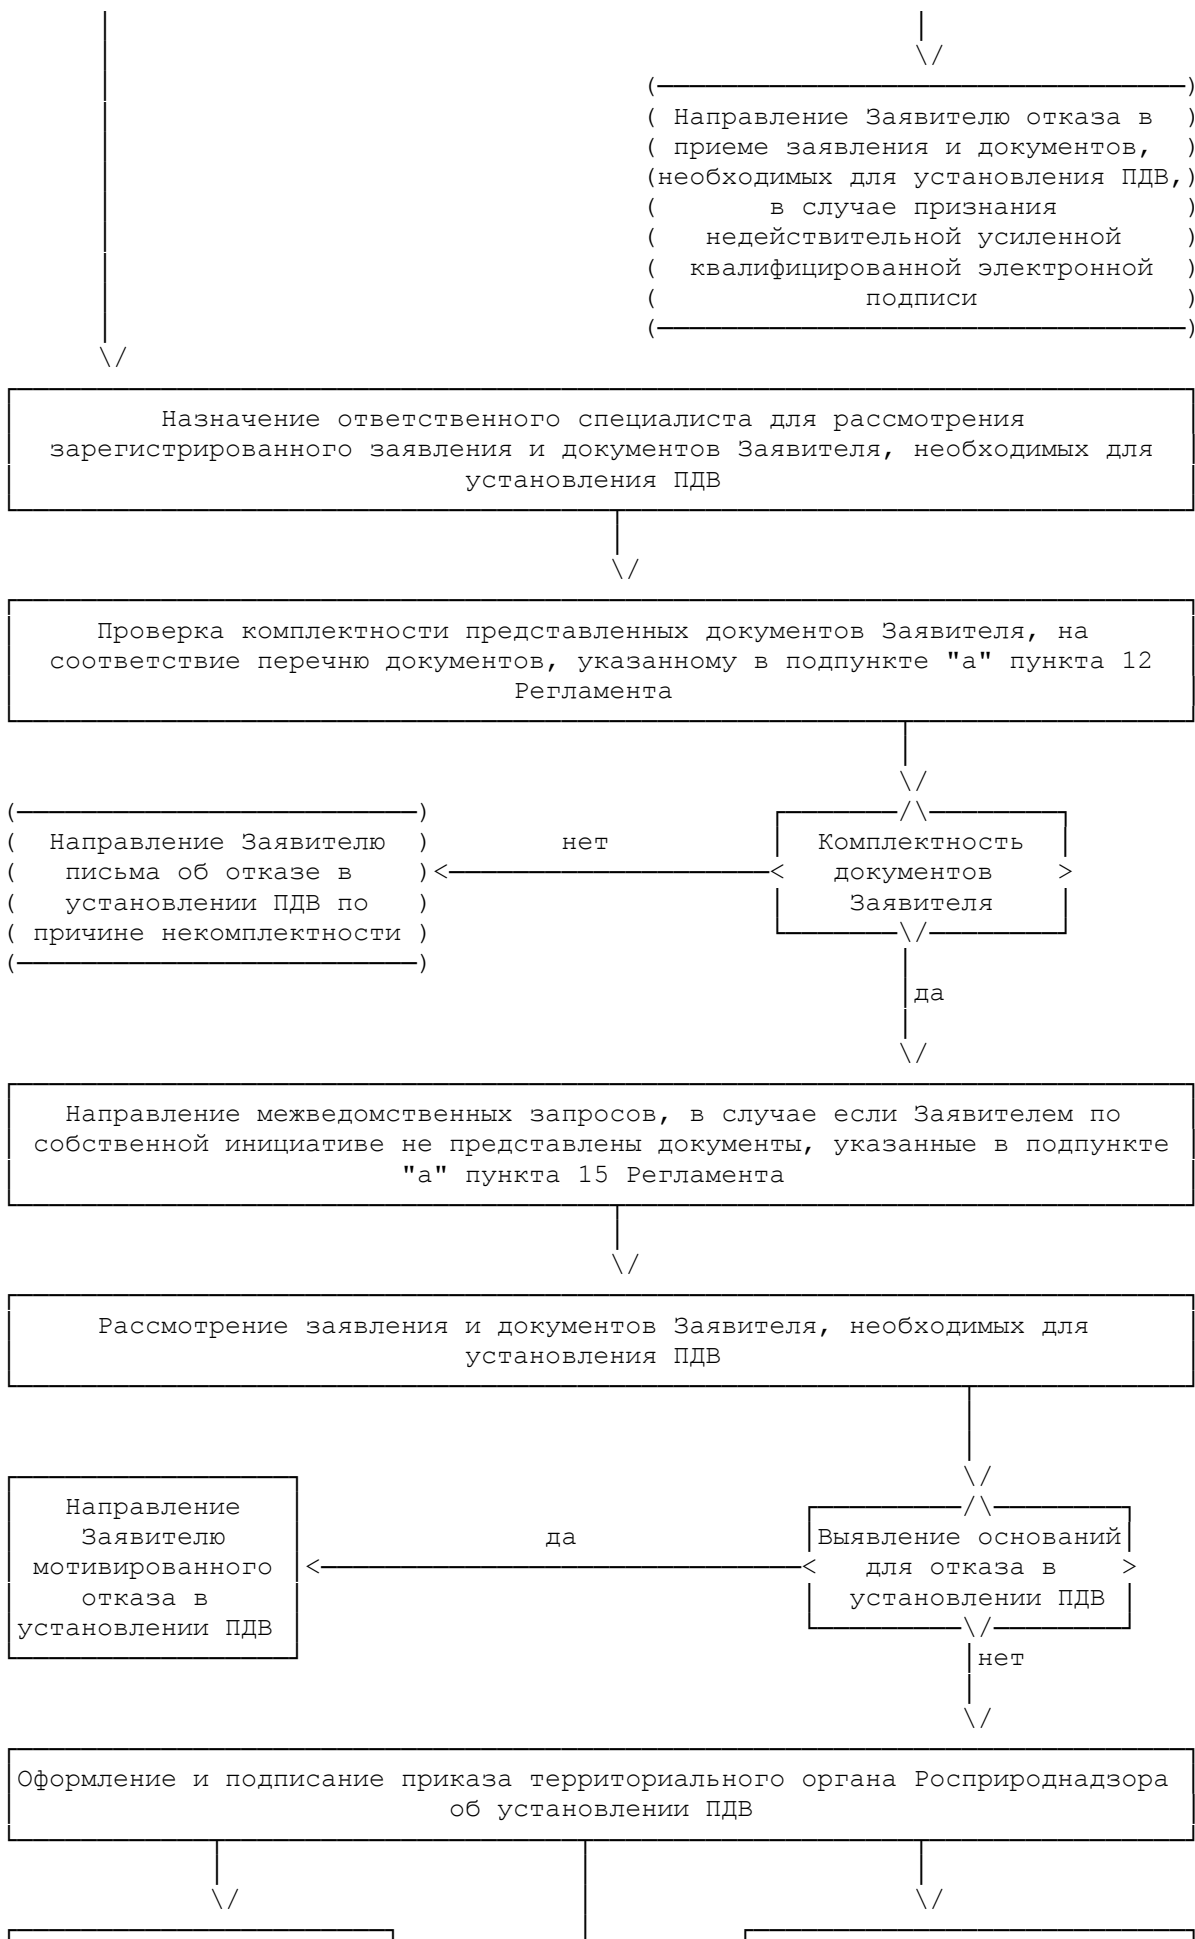 Направление Заявителю отказа в
приеме заявления и документов,
необходимых для установления ПДВ,
в случае признания
недействительной усиленной
квалифицированной электронной
подписи
Назначение ответственного специалиста для рассмотрения
зарегистрированного заявления и документов Заявителя, необходимых для
установления ПДВ
Проверка комплектности представленных документов Заявителя, на
соответствие перечню документов, указанному в подпункте "а" пункта 12
Регламента
Направление Заявителю
письма об отказе в
установлении ПДВ по
причине некомплектности
нет
Комплектность
документов
Заявителя
да
Направление межведомственных запросов, в случае если Заявителем по
собственной инициативе не представлены документы, указанные в подпункте
"а" пункта 15 Регламента
Рассмотрение заявления и документов Заявителя, необходимых для
установления ПДВ
Направление
Заявителю
мотивированного
отказа в
установлении ПДВ
да
Выявление оснований
для отказа в
установлении ПДВ
нет
Оформление и подписание приказа территориального органа Росприроднадзора
об установлении ПДВ